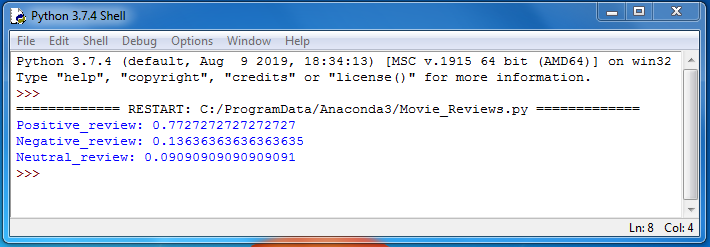 Python 3.7.4 Shell
File Edit Shell Debug Options Window Help
Python 3.7.4 (default, Aug  9 2019, 18:34:13) [MSC v.1915 64 bit (AMD64)] on win32
Type "help", "copyright", "credits" or "license()" for more information.
>>>
============= RESTART: C:/ProgramData/Anaconda3/Movie_Reviews.py =============
Positive_review: 0.7727272727272727
Negative_review: 0.13636363636363635
Neutral_review: 0.09090909090909091
>>>
Ln: 8 Col: 4